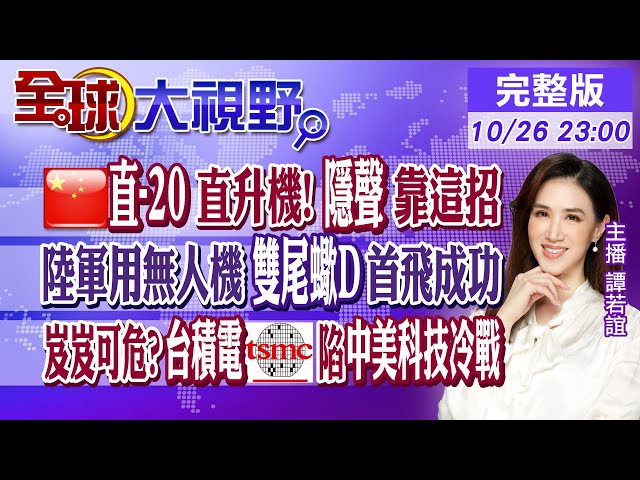 全球大視野
完整版
10/26 23:00
直-20 直升機! 隱聲 靠這招
陸軍用無人機 雙尾蠍D 首飛成功
岌岌可危? 台積電 tsmc 陷中美科技冷戰
主播 譚若誼